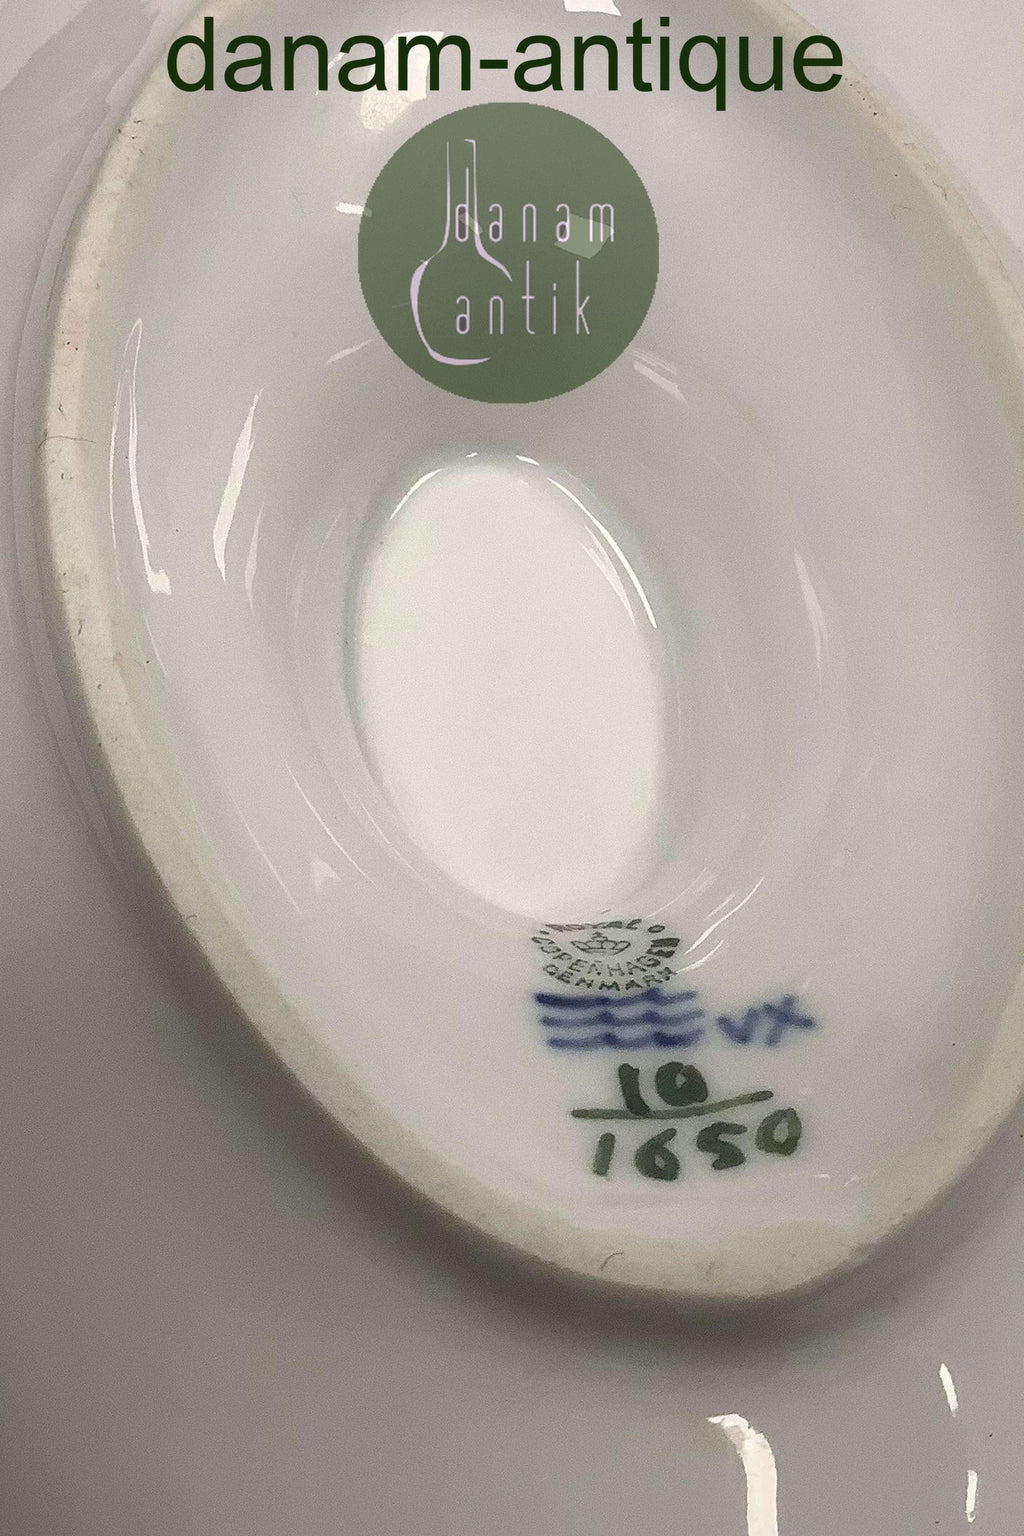 danam-antique
danam
antik
ROYAL
COPENHAGEN
DENMARK
VX
10
1650